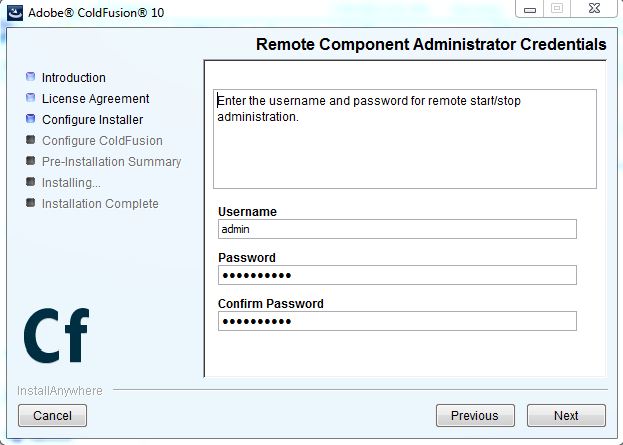 Adobe® ColdFusion® 10
Remote Component Administrator Credentials
Introduction
License Agreement
Configure Installer
Configure ColdFusion
Pre-Installation Summary
Installing...
Installation Complete
Enter the username and password for remote start/stop
administration.
Username
admin
Password
••••••••••
Confirm Password
••••••••••
Cf
InstallAnywhere
Cancel
Previous
Next